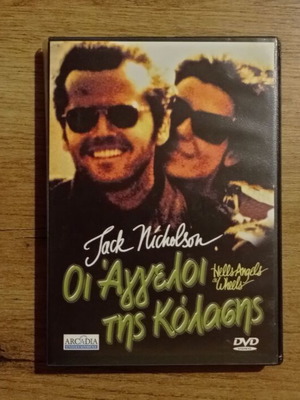 Jack Nicholson
Οι Άγγελοι
Hells Angels
on Wheels
της Κόλασης
ARCADIA
DVD